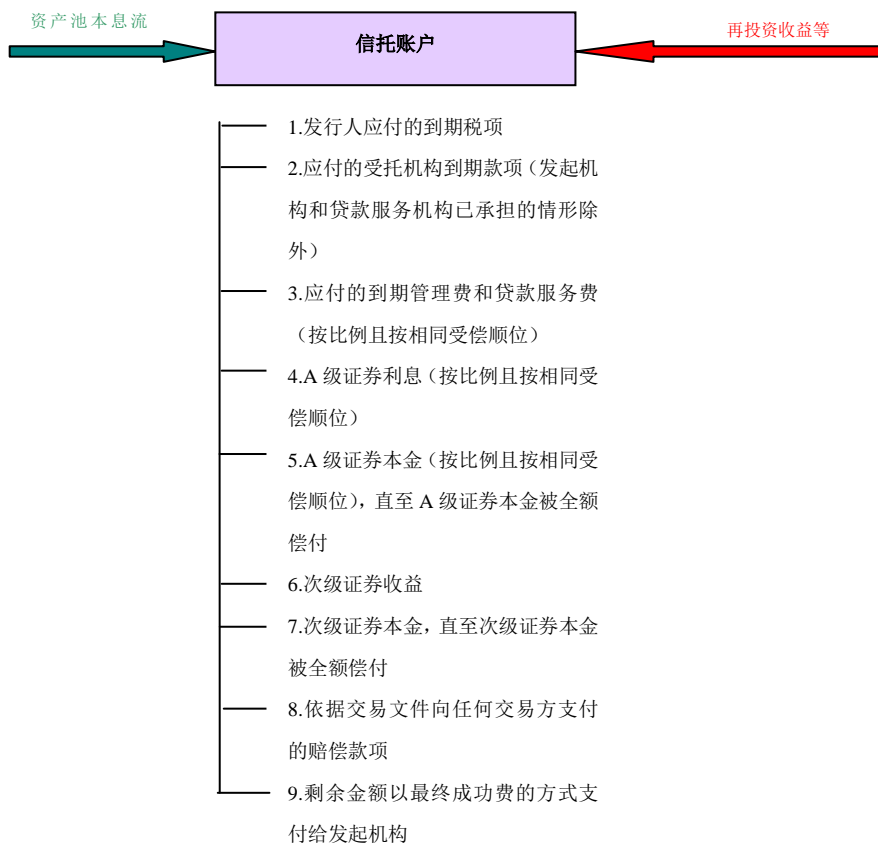 资产池本息流
信托账户
再投资收益等
1.发行人应付的到期税项
2.应付的受托机构到期款项（发起机
构和贷款服务机构已承担的情形除
外）
3.应付的到期管理费和贷款服务费
（按比例且按相同受偿顺位）
4.A 级证券利息（按比例且按相同受
偿顺位）
5.A 级证券本金（按比例且按相同受
偿顺位），直至 A 级证券本金被全额
偿付
6.次级证券收益
7.次级证券本金，直至次级证券本金
被全额偿付
8.依据交易文件向任何交易方支付
的赔偿款项
9.剩余金额以最终成功费的方式支
付给发起机构